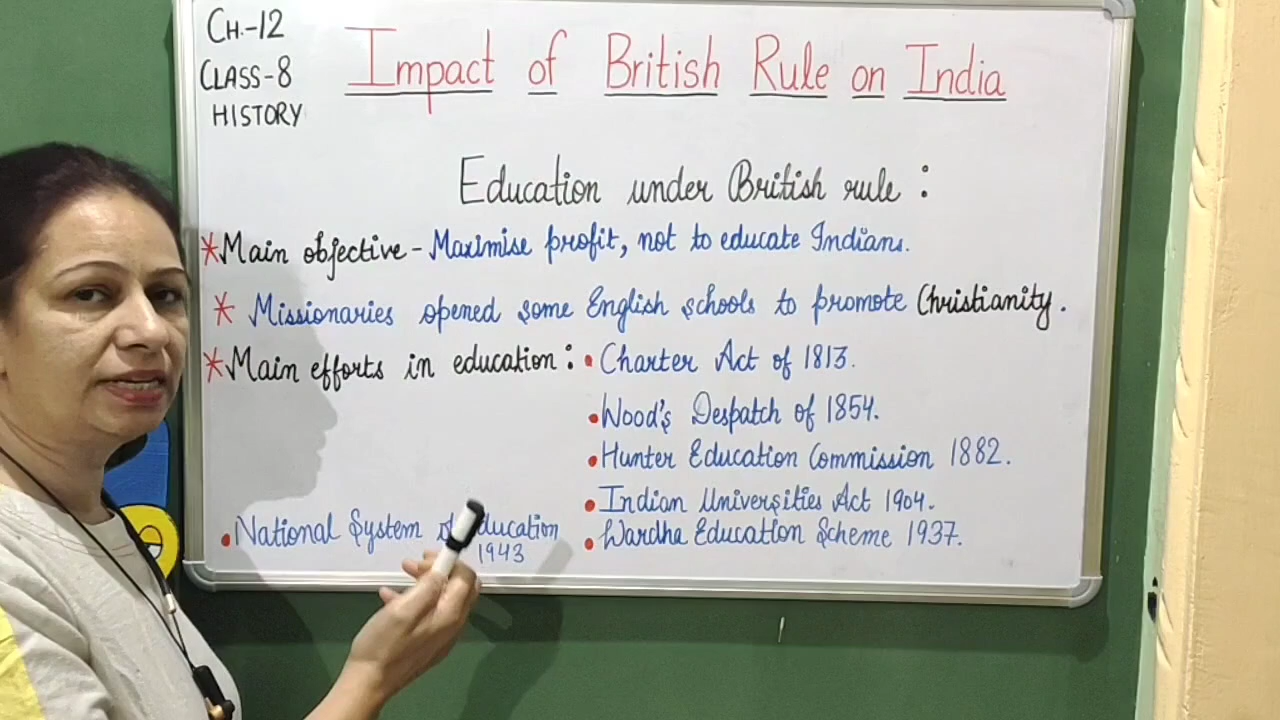 CH.-12
CLASS-8
HISTORY
Impact of British Rule on India
Education under British rule :
*Main objective - Maximise profit, not to educate Indians.
* Missionaries opened some English schools to promote Christianity.
*Main efforts in education : • Charter Act of 1813.
• Wood's Despatch of 1854.
• Hunter Education Commission 1882.
• Indian Universities Act 1904.
• Wardha Education Scheme 1937.
• National System of Education
1943